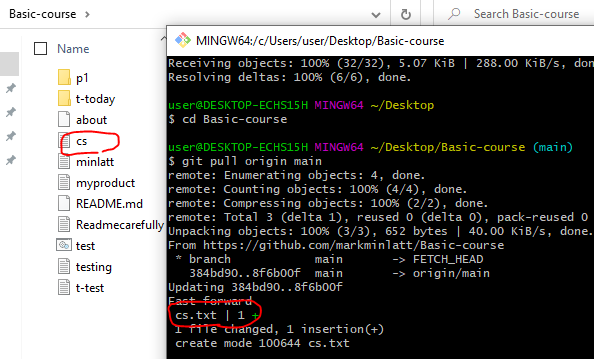 Basic-course
Search Basic-course
Name
p1
t-today
about
cs
minlatt
myproduct
README.md
Readmecarefully
test
testing
t-test
MINGW64:/c/Users/user/Desktop/Basic-course
Receiving objects: 100% (32/32), 5.07 KiB | 288.00 KiB/s, don
Resolving deltas: 100% (6/6), done.
user@DESKTOP-ECHS15H MINGW64 ~/Desktop
$ cd Basic-course
user@DESKTOP-ECHS15H MINGW64 ~/Desktop/Basic-course (main)
$ git pull origin main
remote: Enumerating objects: 4, done.
remote: Counting objects: 100% (4/4), done.
remote: Compressing objects: 100% (2/2), done.
remote: Total 3 (delta 1), reused 0 (delta 0), pack-reused 0
Unpacking objects: 100% (3/3), 652 bytes | 40.00 KiB/s, done.
From https://github.com/markminlatt/Basic-course
* branch main -> FETCH_HEAD
384bd90..8f6b00f main -> origin/main
Updating 384bd90..8f6b00f
Fast-forward
cs.txt | 1 +
1 file changed, 1 insertion(+)
create mode 100644 cs.txt